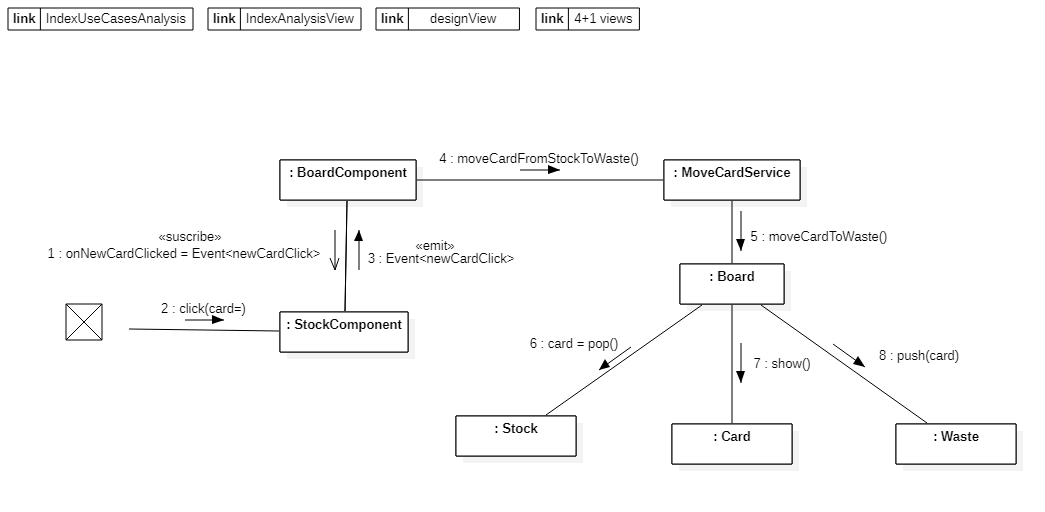 link IndexUseCasesAnalysis
link IndexAnalysisView
link designView
link 4+1 views
4 : moveCardFromStockToWaste()
: BoardComponent
: MoveCardService
«suscribe»
1 : onNewCardClicked = Event<newCardClick>
«emit»
3 : Event<newCardClick>
5 : moveCardToWaste()
: Board
2 : click(card=)
: StockComponent
6 : card = pop()
7 : show()
8 : push(card)
: Stock
: Card
: Waste